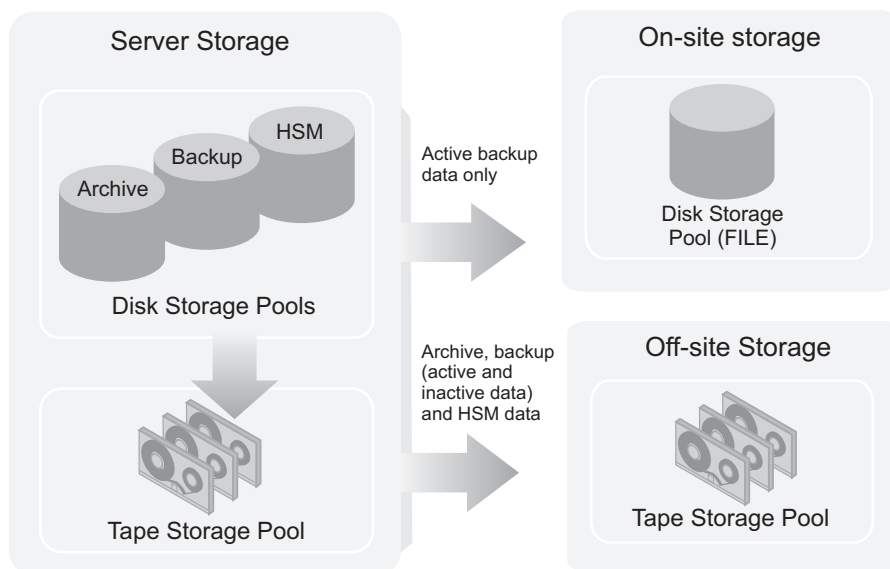 Server Storage
HSM
Backup
Archive
Disk Storage Pools
Tape Storage Pool
Active backup
data only
Archive, backup
(active and
inactive data)
and HSM data
On-site storage
Disk Storage
Pool (FILE)
Off-site Storage
Tape Storage Pool